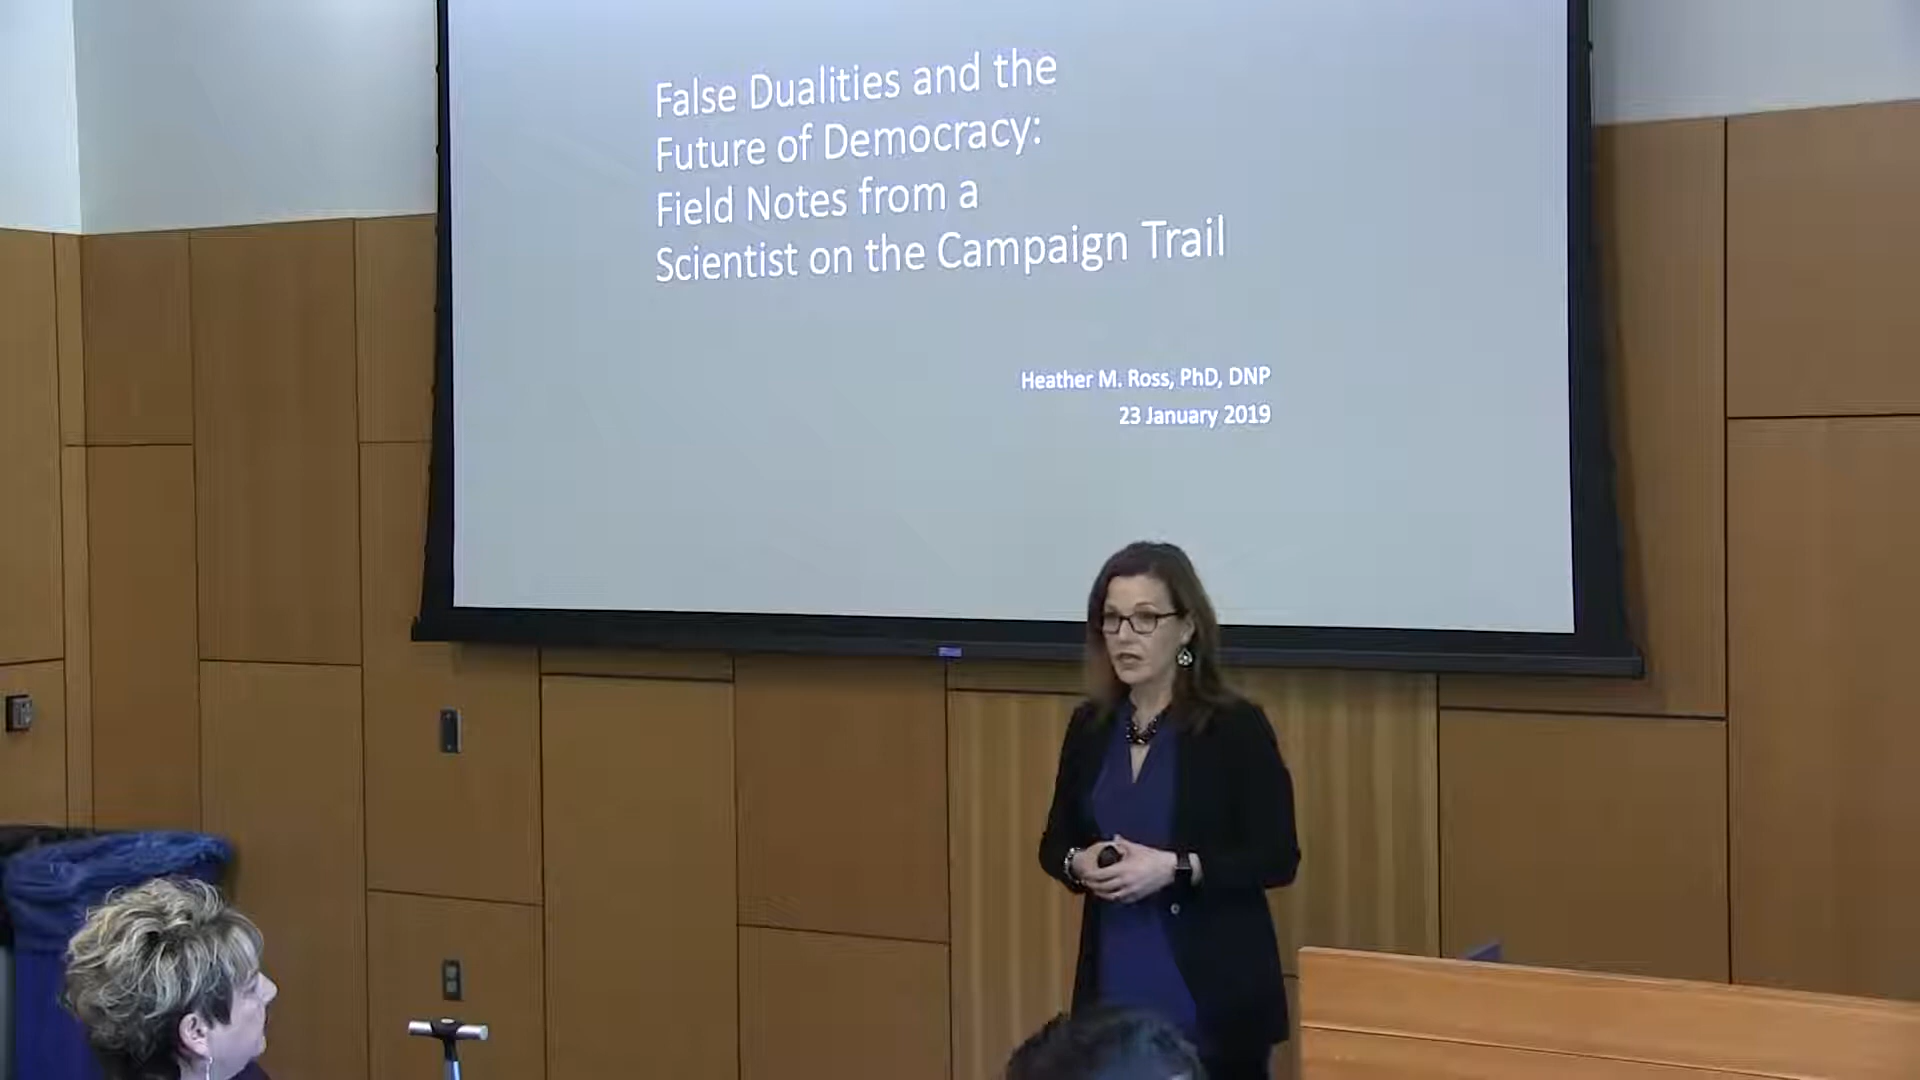 False Dualities and the
Future of Democracy:
Field Notes from a
Scientist on the Campaign Trail
Heather M. Ross, PhD, DNP
23 January 2019